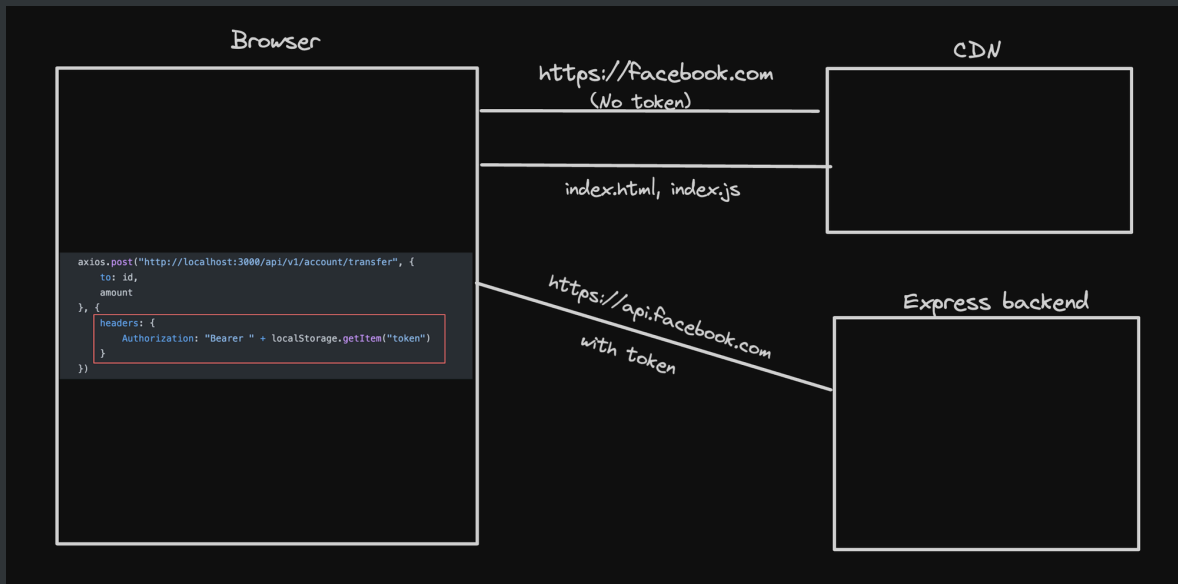 Browser
CDN
https://facebook.com
(No token)
index.html, index.js
axios.post("http://localhost:3000/api/v1/account/transfer", {
    to: id,
    amount
}, {
    headers: {
        Authorization: "Bearer " + localStorage.getItem("token")
    }
})
https://api.facebook.com
with token
Express backend